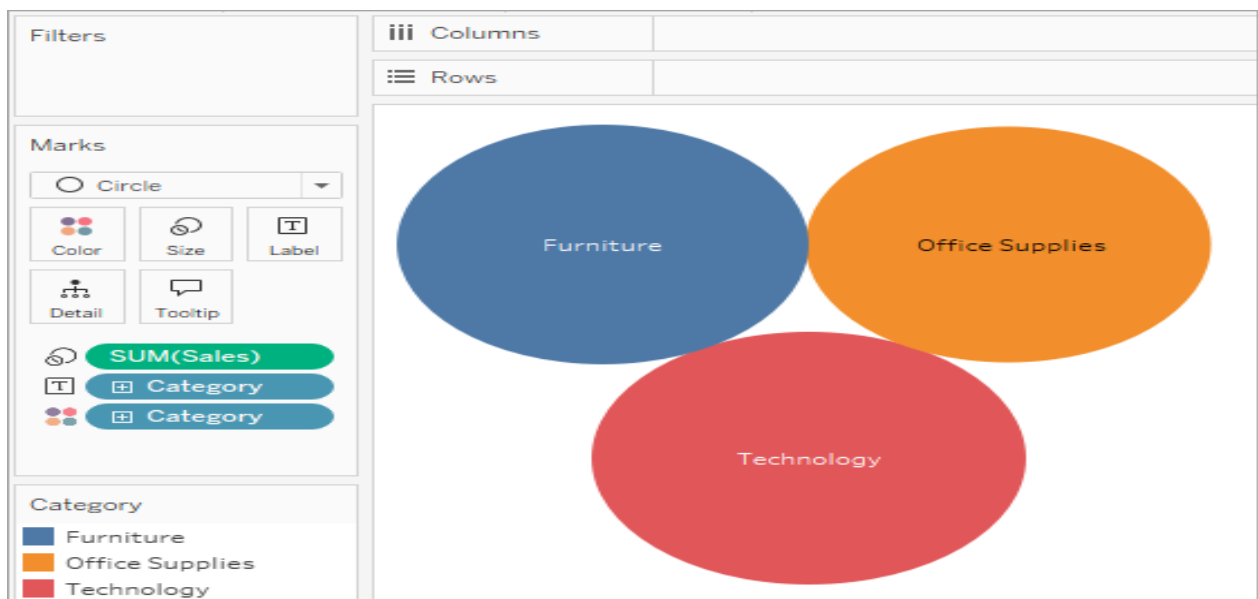 Filters
Columns
Rows
Marks
Circle
Color
Size
Label
T
Detail
Tooltip
SUM(Sales)
T
Category
Category
Category
Furniture
Office Supplies
Technology
Furniture
Office Supplies
Technology